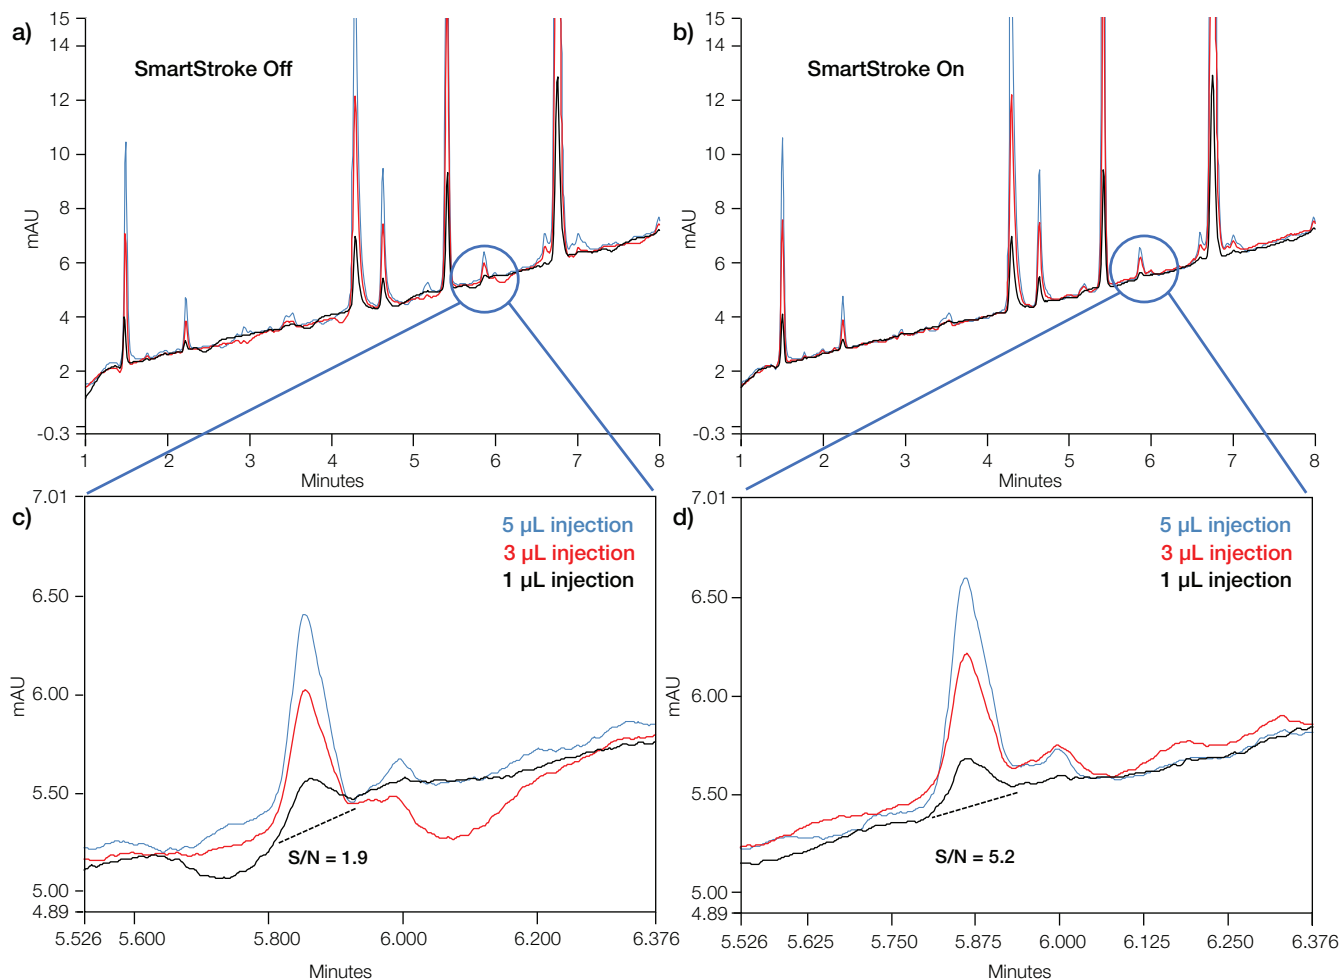 a)
SmartStroke Off
15
14
12
10
8
6
4
2
-0.3
mAU
1 2 3 4 5 6 7 8
Minutes
b)
SmartStroke On
15
14
12
10
8
6
4
2
-0.3
mAU
1 2 3 4 5 6 7 8
Minutes
c)
7.01
6.50
6.00
5.50
5.00
4.89
mAU
5 µL injection
3 µL injection
1 µL injection
S/N = 1.9
5.526 5.600 5.800 6.000 6.200 6.376
Minutes
d)
7.01
6.50
6.00
5.50
5.00
4.89
mAU
5 µL injection
3 µL injection
1 µL injection
S/N = 5.2
5.526 5.625 5.750 5.875 6.000 6.125 6.250 6.376
Minutes